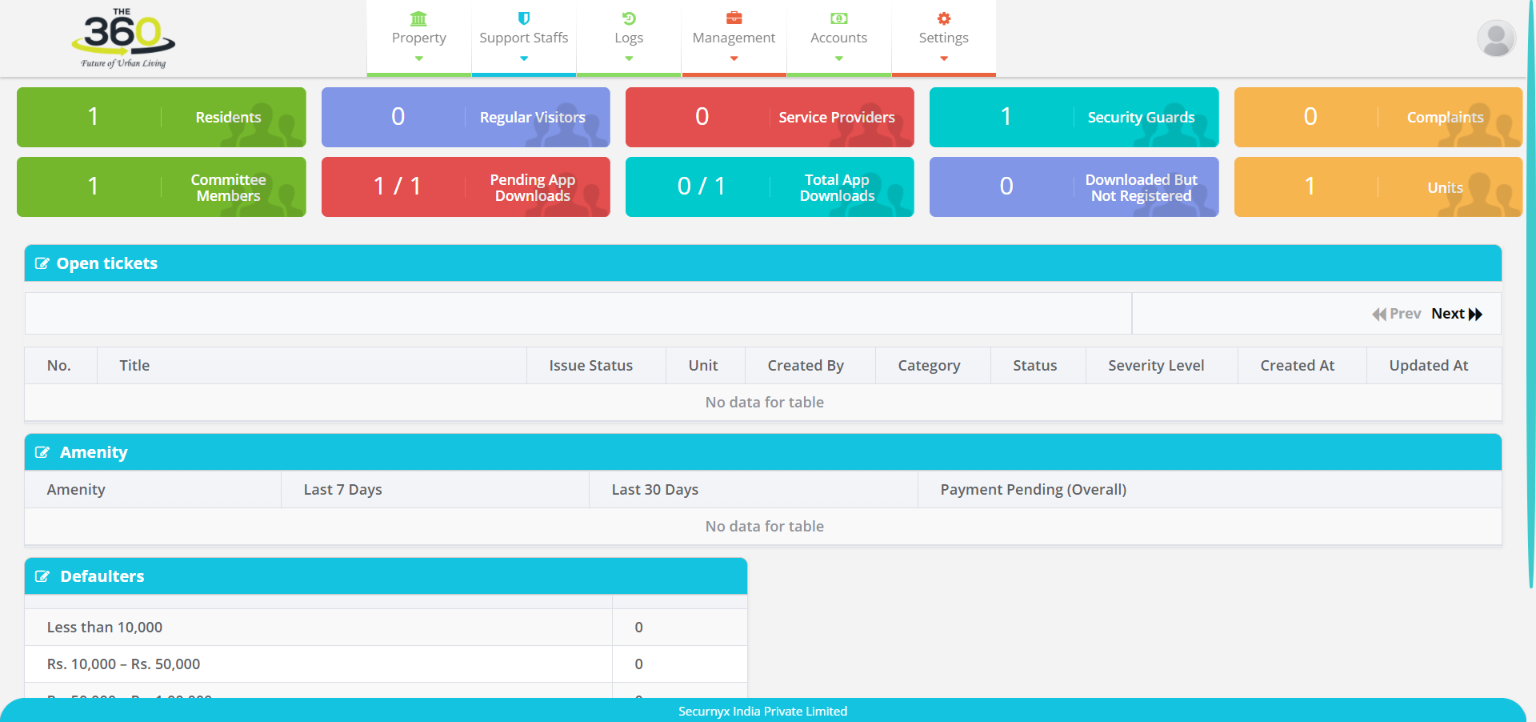 THE
360
Future of Urban Living
Property
Support Staffs
Logs
Management
Accounts
Settings
1 Residents
0 Regular Visitors
0 Service Providers
1 Security Guards
0 Complaints
1 Committee Members
1 / 1 Pending App Downloads
0 / 1 Total App Downloads
0 Downloaded But Not Registered
1 Units
Open tickets
Prev Next
No. Title Issue Status Unit Created By Category Status Severity Level Created At Updated At
No data for table
Amenity
Amenity Last 7 Days Last 30 Days Payment Pending (Overall)
No data for table
Defaulters
Less than 10,000 0
Rs. 10,000 – Rs. 50,000 0
Securnyx India Private Limited